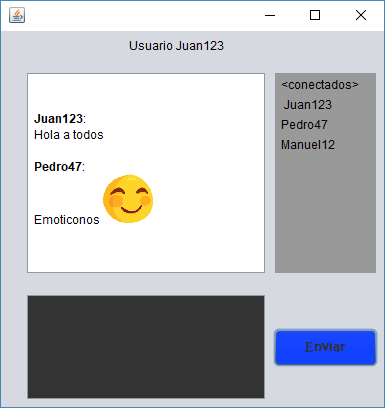 Usuario Juan123
Juan123:
Hola a todos
Pedro47:
Emoticonos
<conectados>
Juan123
Pedro47
Manuel12
Enviar